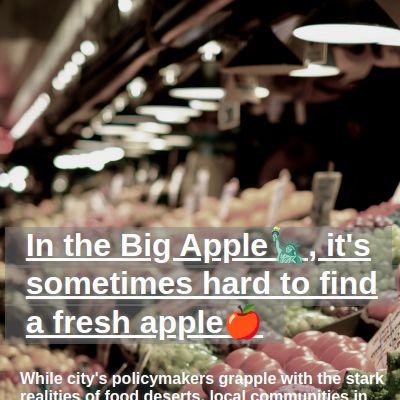 In the Big Apple🗽, it's
sometimes hard to find
a fresh apple🍎
While city's policymakers grapple with the stark
realities of food deserts, local communities in